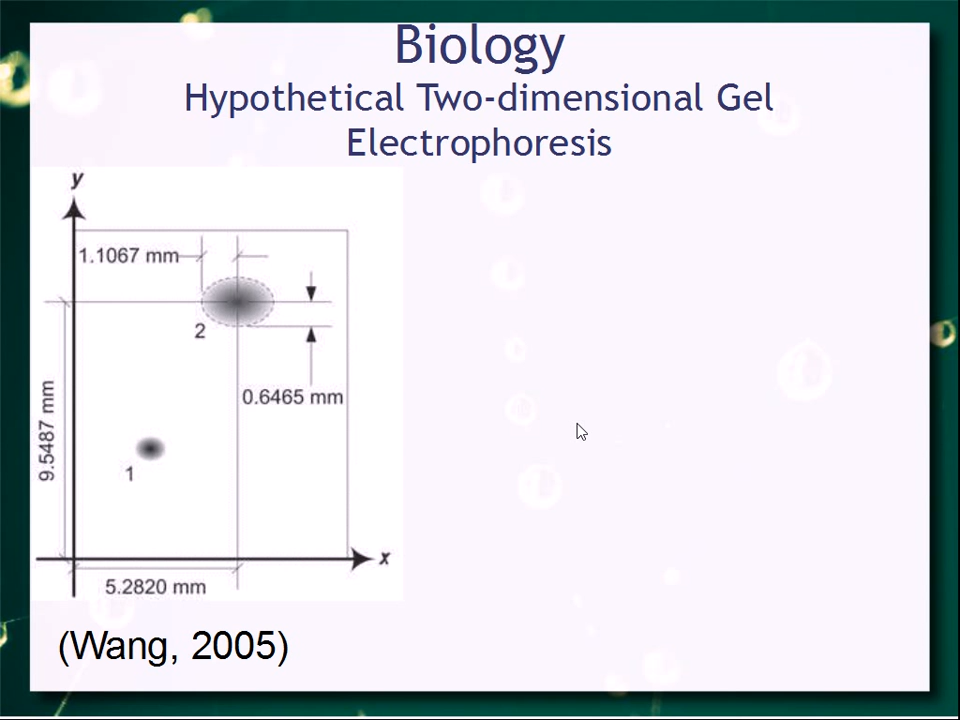 Biology
Hypothetical Two-dimensional Gel
Electrophoresis
y
1.1067 mm
2
0.6465 mm
9.5487 mm
1
x
5.2820 mm
(Wang, 2005)